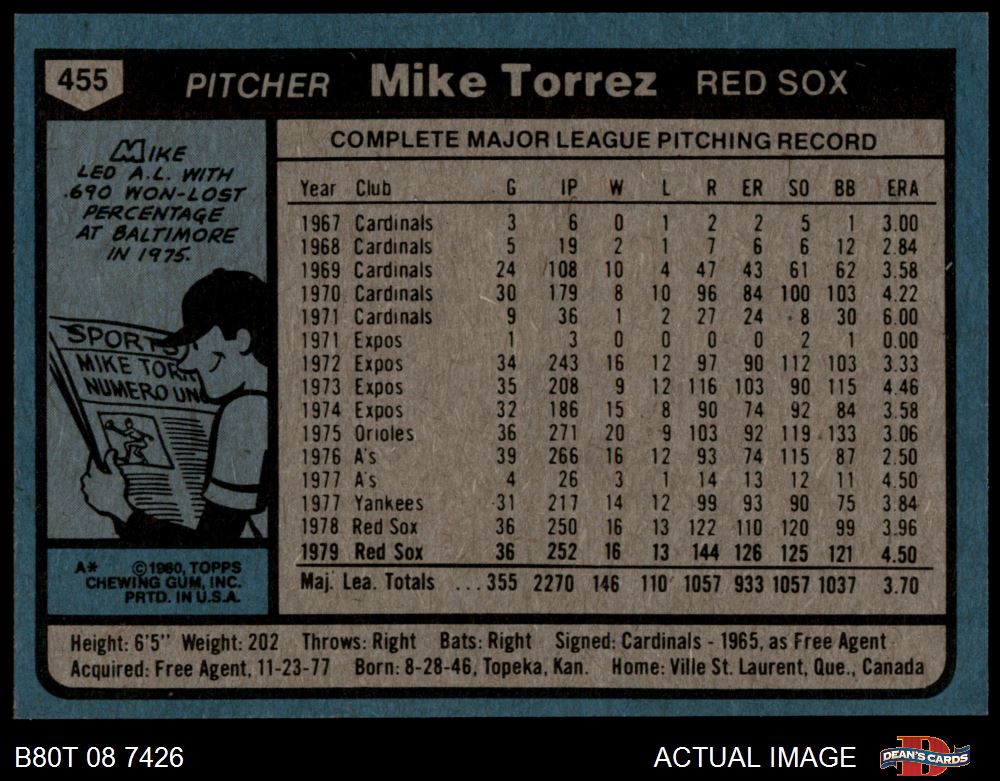 455 PITCHER Mike Torrez RED SOX
MIKE
LED A.L. WITH
.690 WON-LOST
PERCENTAGE
AT BALTIMORE
IN 1975.
SPORTS
MIKE TORR
NUMERO UNO
A* ©1980, TOPPS
CHEWING GUM, INC.
PRTD. IN U.S.A.
COMPLETE MAJOR LEAGUE PITCHING RECORD
Year Club G IP W L R ER SO BB ERA
1967 Cardinals 3 6 0 1 2 2 5 1 3.00
1968 Cardinals 5 19 2 1 7 6 6 12 2.84
1969 Cardinals 24 108 10 4 47 43 61 62 3.58
1970 Cardinals 30 179 8 10 96 84 100 103 4.22
1971 Cardinals 9 36 1 2 27 24 8 30 6.00
1971 Expos 1 3 0 0 0 0 2 1 0.00
1972 Expos 34 243 16 12 97 90 112 103 3.33
1973 Expos 35 208 9 12 116 103 90 115 4.46
1974 Expos 32 186 15 8 90 74 92 84 3.58
1975 Orioles 36 271 20 9 103 92 119 133 3.06
1976 A's 39 266 16 12 93 74 115 87 2.50
1977 A's 4 26 3 1 14 13 12 11 4.50
1977 Yankees 31 217 14 12 99 93 90 75 3.84
1978 Red Sox 36 250 16 13 122 110 120 99 3.96
1979 Red Sox 36 252 16 13 144 126 125 121 4.50
Maj. Lea. Totals ... 355 2270 146 110 1057 933 1057 1037 3.70
Height: 6'5" Weight: 202 Throws: Right Bats: Right Signed: Cardinals - 1965, as Free Agent
Acquired: Free Agent, 11-23-77 Born: 8-28-46, Topeka, Kan. Home: Ville St. Laurent, Que., Canada
B80T 08 7426 ACTUAL IMAGE DEAN'S CARDS